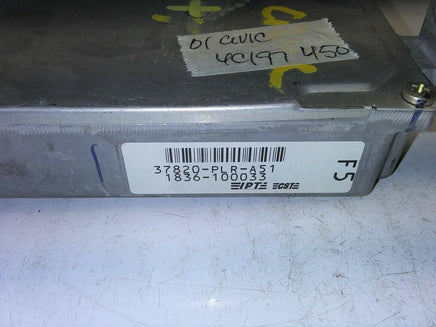 01 CIVIC
4C197 450
37820-PLR-A51
1836-100033
IPT CST
F5